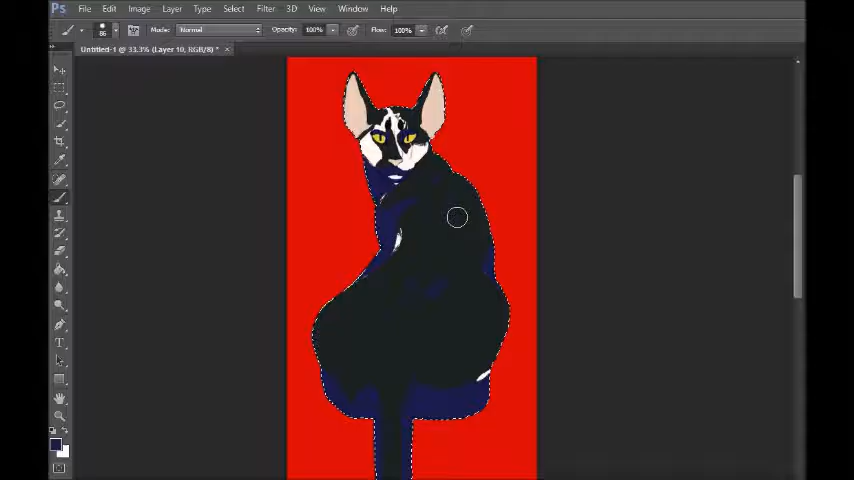 Ps File Edit Image Layer Type Select Filter 3D View Window Help
86 Mode: Normal Opacity: 100% Flow: 100%
Untitled-1 @ 33.3% (Layer 10, RGB/8) * ×
T